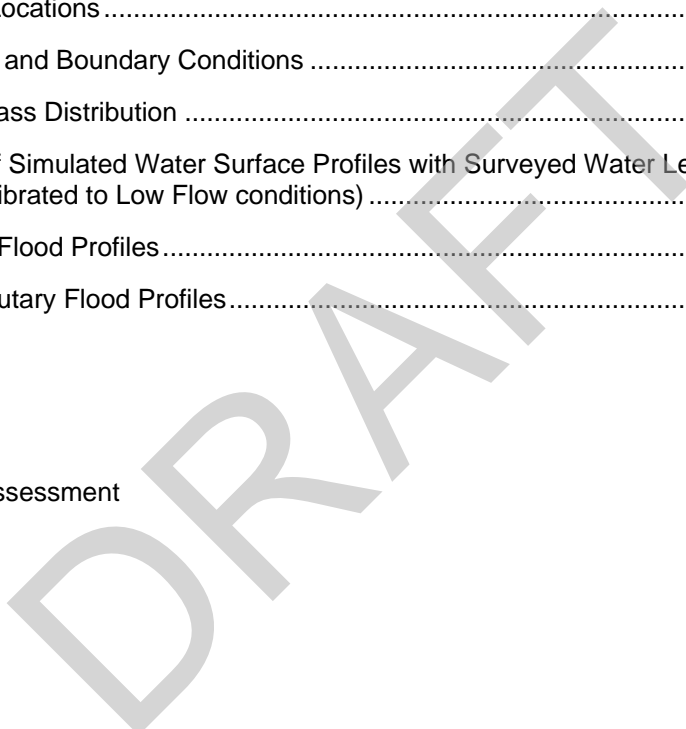 ocations
and Boundary Conditions
ass Distribution
Simulated Water Surface Profiles with Surveyed Water Le
ibrated to Low Flow conditions)
Flood Profiles
utary Flood Profiles
ssessment
DRAFT